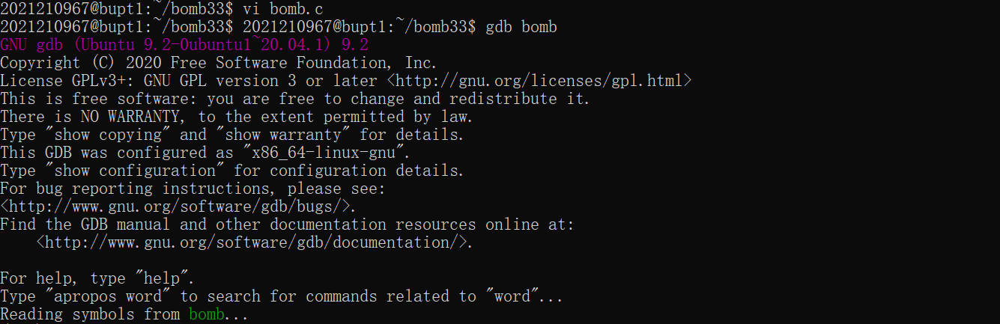 2021210967@bupt1:~/bomb33$ vi bomb.c
2021210967@bupt1:~/bomb33$ 2021210967@bupt1:~/bomb33$ gdb bomb
GNU gdb (Ubuntu 9.2-0ubuntu1~20.04.1) 9.2
Copyright (C) 2020 Free Software Foundation, Inc.
License GPLv3+: GNU GPL version 3 or later <http://gnu.org/licenses/gpl.html>
This is free software: you are free to change and redistribute it.
There is NO WARRANTY, to the extent permitted by law.
Type "show copying" and "show warranty" for details.
This GDB was configured as "x86_64-linux-gnu".
Type "show configuration" for configuration details.
For bug reporting instructions, please see:
<http://www.gnu.org/software/gdb/bugs/>.
Find the GDB manual and other documentation resources online at:
    <http://www.gnu.org/software/gdb/documentation/>.

For help, type "help".
Type "apropos word" to search for commands related to "word"...
Reading symbols from bomb...